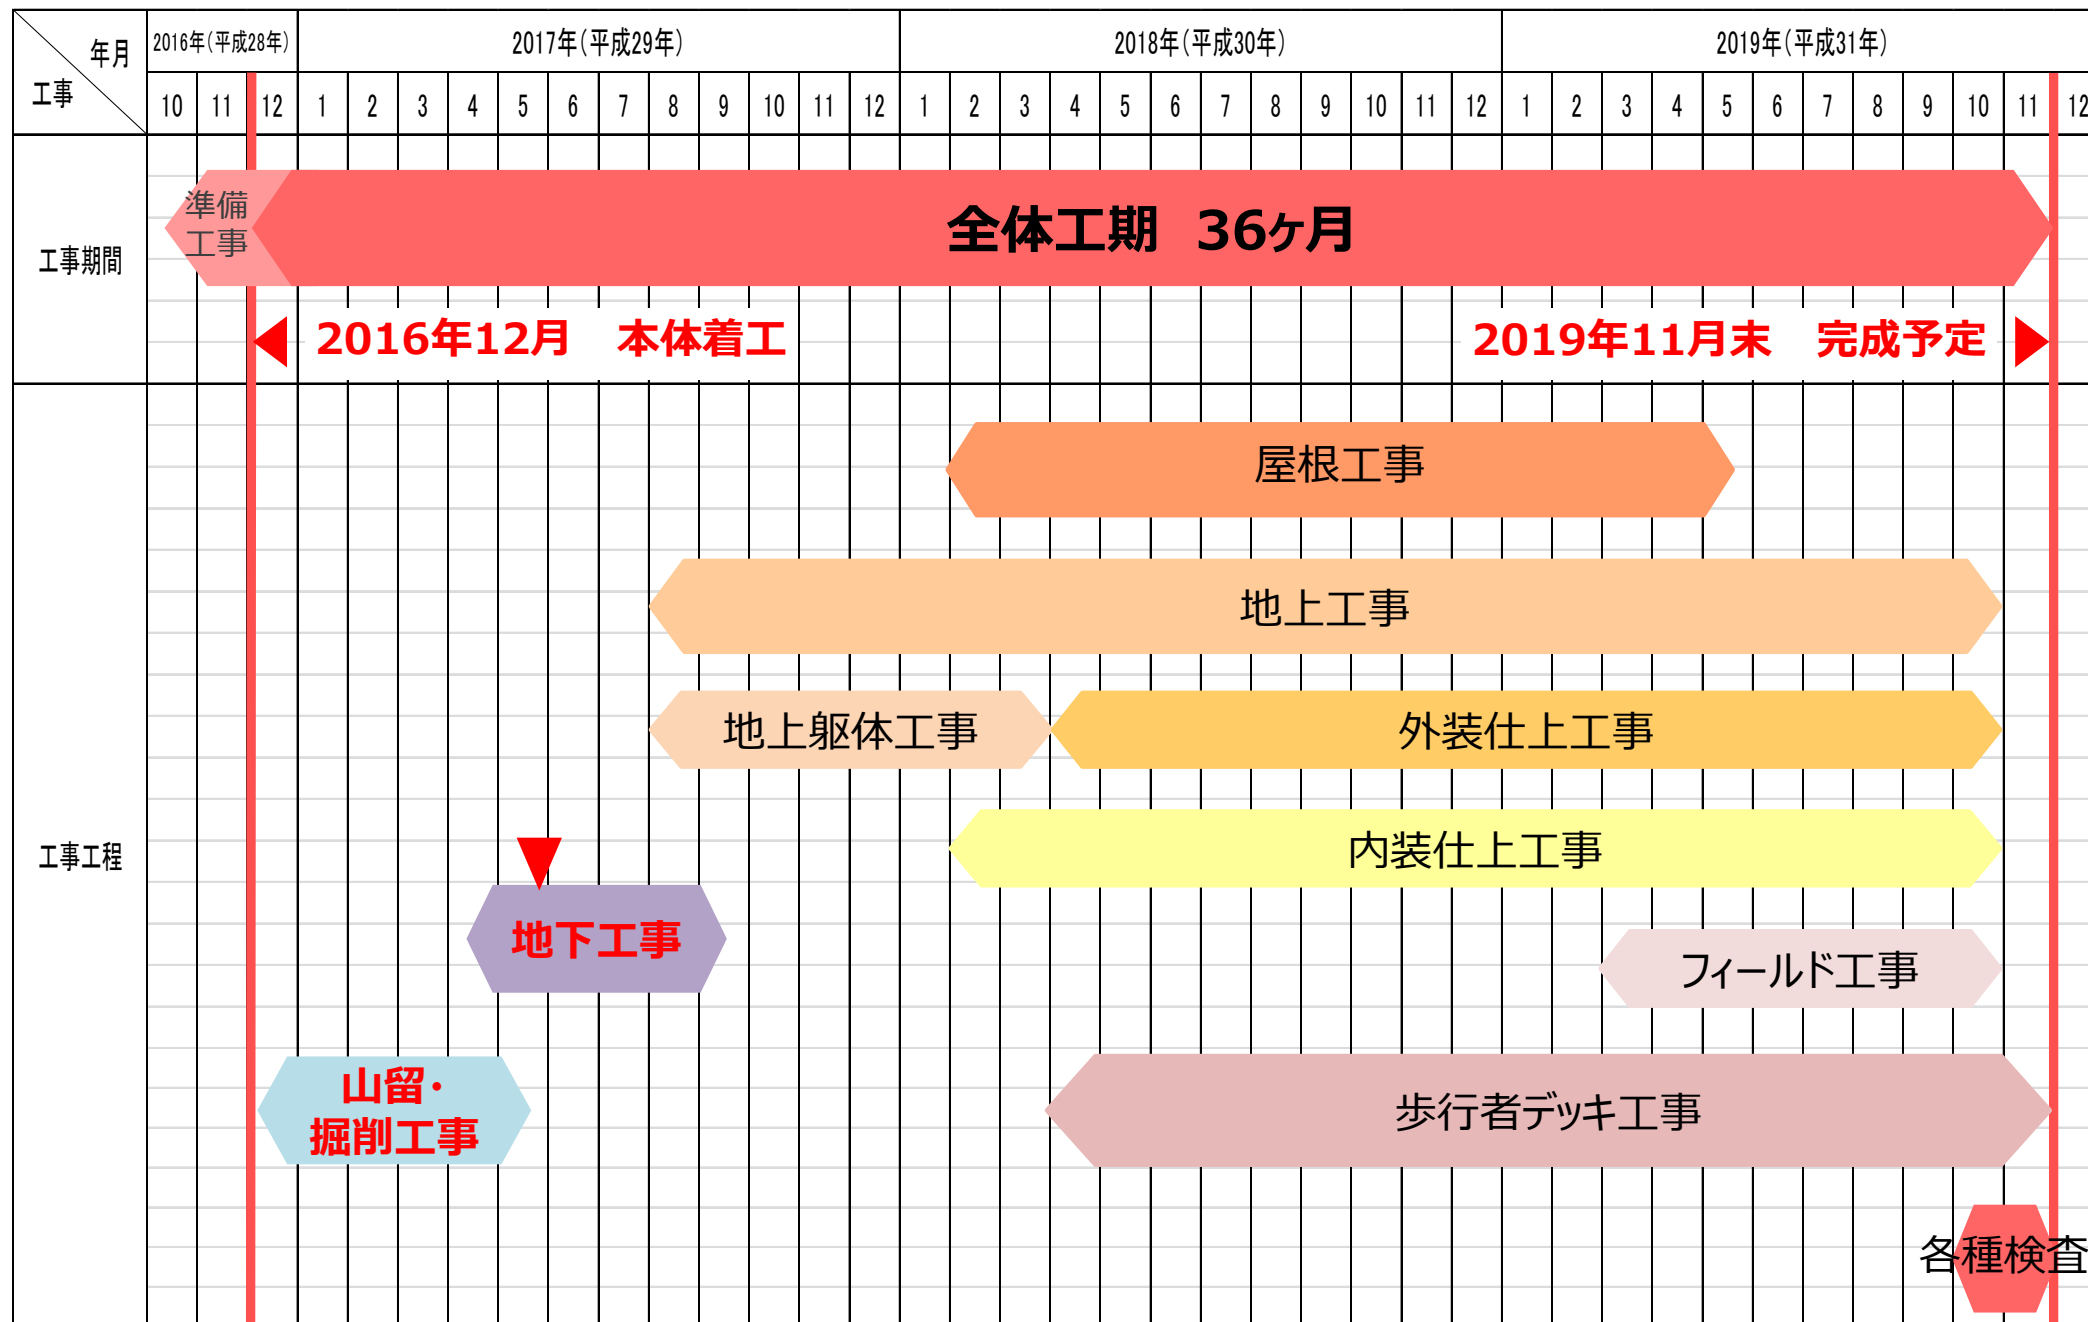 年月
工事
2016年(平成28年)
2017年(平成29年)
2018年(平成30年)
2019年(平成31年)
10 11 12 1 2 3 4 5 6 7 8 9 10 11 12 1 2 3 4 5 6 7 8 9 10 11 12 1 2 3 4 5 6 7 8 9 10 11 12
工事期間
準備
工事
全体工期 36ヶ月
2016年12月 本体着工
2019年11月末 完成予定
工事工程
屋根工事
地上工事
地上躯体工事
外装仕上工事
内装仕上工事
地下工事
フィールド工事
山留・
掘削工事
歩行者デッキ工事
各種検査